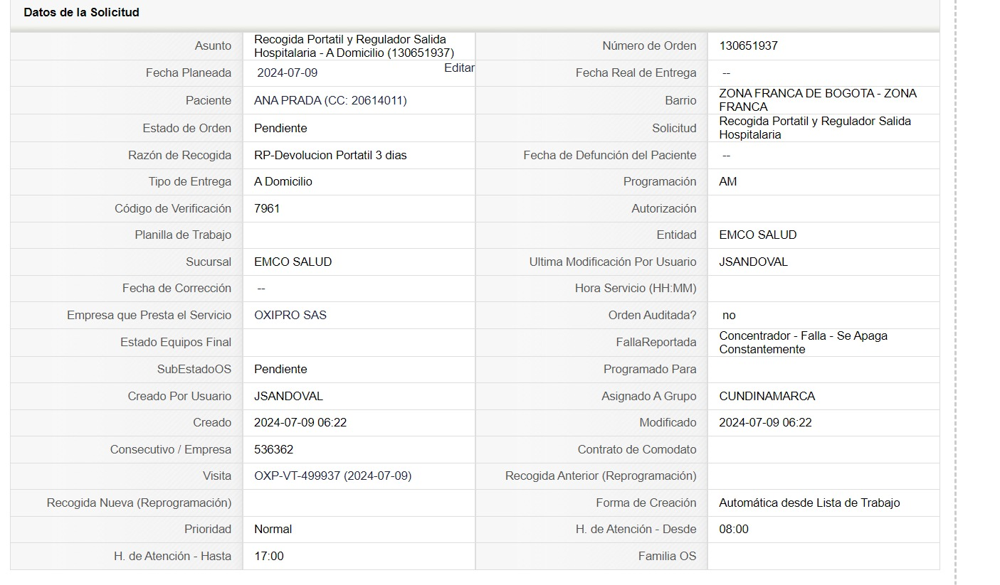 Datos de la Solicitud
Asunto
Recogida Portatil y Regulador Salida
Hospitalaria - A Domicilio (130651937)
Número de Orden
130651937
Fecha Planeada
2024-07-09
Editar
Fecha Real de Entrega
--
Paciente
ANA PRADA (CC: 20614011)
Barrio
ZONA FRANCA DE BOGOTA - ZONA
FRANCA
Estado de Orden
Pendiente
Solicitud
Recogida Portatil y Regulador Salida
Hospitalaria
Razón de Recogida
RP-Devolucion Portatil 3 dias
Fecha de Defunción del Paciente
--
Tipo de Entrega
A Domicilio
Programación
AM
Código de Verificación
7961
Autorización
Planilla de Trabajo
Entidad
EMCO SALUD
Sucursal
EMCO SALUD
Ultima Modificación Por Usuario
JSANDOVAL
Fecha de Corrección
--
Hora Servicio (HH:MM)
Empresa que Presta el Servicio
OXIPRO SAS
Orden Auditada?
no
Estado Equipos Final
FallaReportada
Concentrador - Falla - Se Apaga
Constantemente
SubEstadoOS
Pendiente
Programado Para
Creado Por Usuario
JSANDOVAL
Asignado A Grupo
CUNDINAMARCA
Creado
2024-07-09 06:22
Modificado
2024-07-09 06:22
Consecutivo / Empresa
536362
Contrato de Comodato
Visita
OXP-VT-499937 (2024-07-09)
Recogida Anterior (Reprogramación)
Recogida Nueva (Reprogramación)
Forma de Creación
Automática desde Lista de Trabajo
Prioridad
Normal
H. de Atención - Desde
08:00
H. de Atención - Hasta
17:00
Familia OS